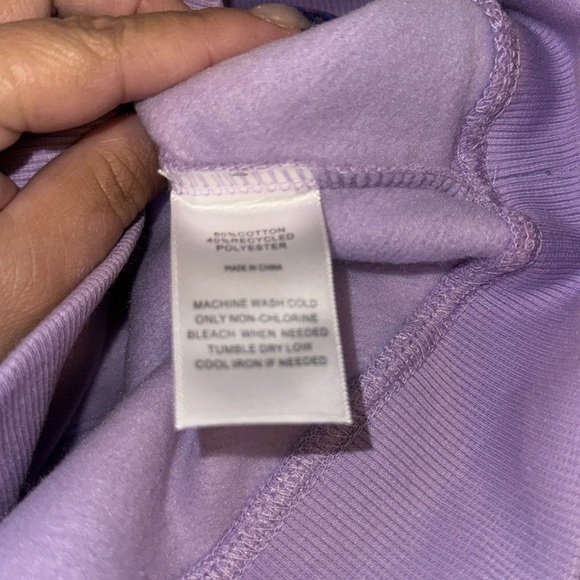 60%COTTON
40%RECYCLED
POLYESTER
MADE IN CHINA
MACHINE WASH COLD
ONLY NON-CHLORINE
BLEACH WHEN NEEDED
TUMBLE DRY LOW
COOL IRON IF NEEDED